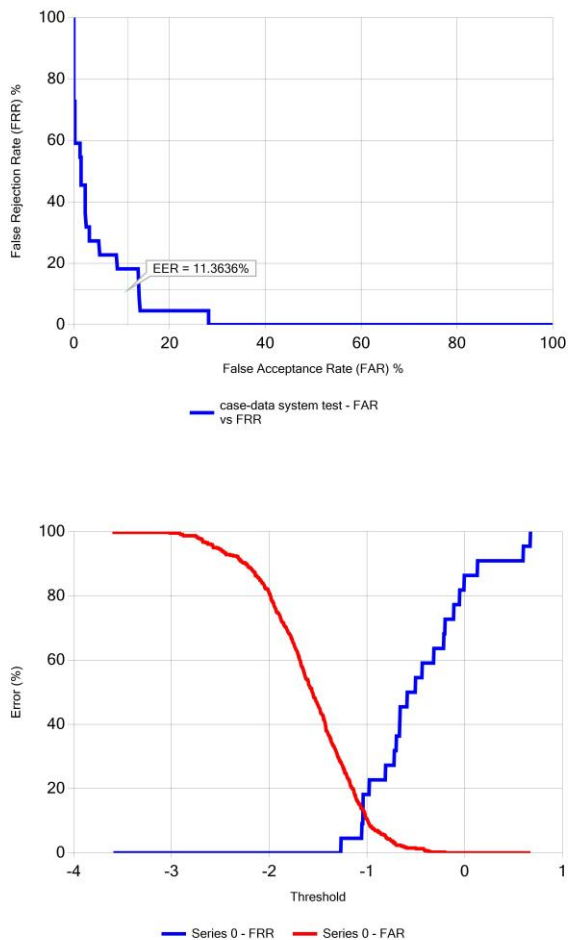 100
80
60
40
20
0
False Rejection Rate (FRR) %
EER = 11.3636%
0 20 40 60 80 100
False Acceptance Rate (FAR) %
case-data system test - FAR
vs FRR
100
80
60
40
20
0
Error (%)
-4 -3 -2 -1 0 1
Threshold
Series 0 - FRR Series 0 - FAR